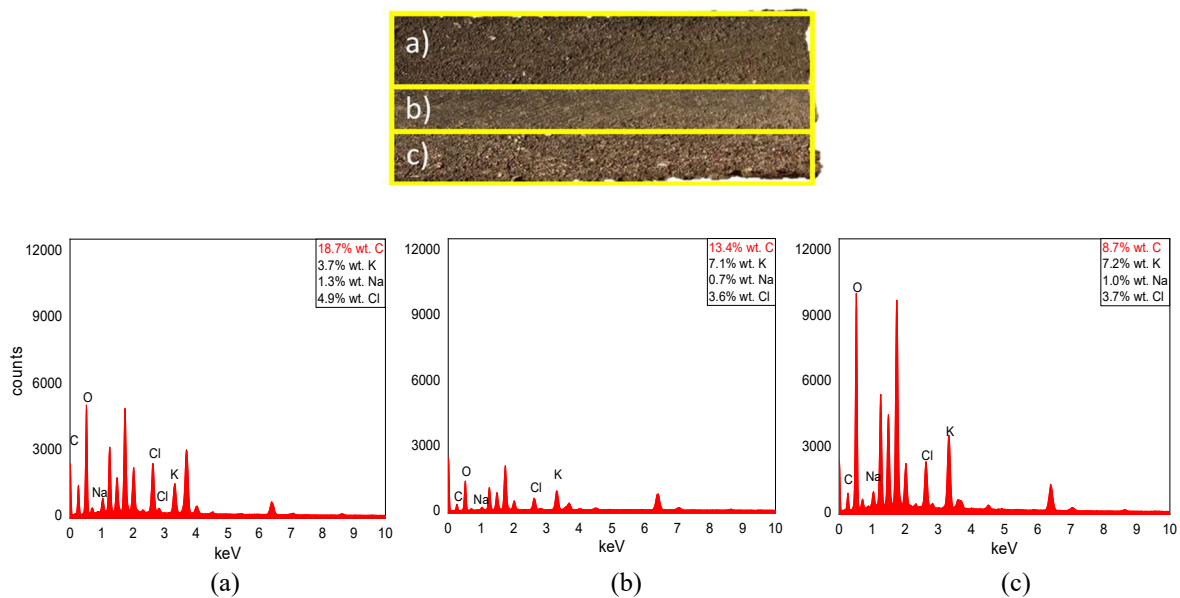 a)
b)
c)
12000
9000
6000
3000
0
counts
0 1 2 3 4 5 6 7 8 9 10
keV
18.7% wt. C
3.7% wt. K
1.3% wt. Na
4.9% wt. Cl
C
O
Na
Cl
Cl
K
(a)
12000
9000
6000
3000
0
0 1 2 3 4 5 6 7 8 9 10
keV
13.4% wt. C
7.1% wt. K
0.7% wt. Na
3.6% wt. Cl
C
O
Na
Cl
K
(b)
12000
9000
6000
3000
0
0 1 2 3 4 5 6 7 8 9 10
keV
8.7% wt. C
7.2% wt. K
1.0% wt. Na
3.7% wt. Cl
O
C
Na
Cl
K
(c)